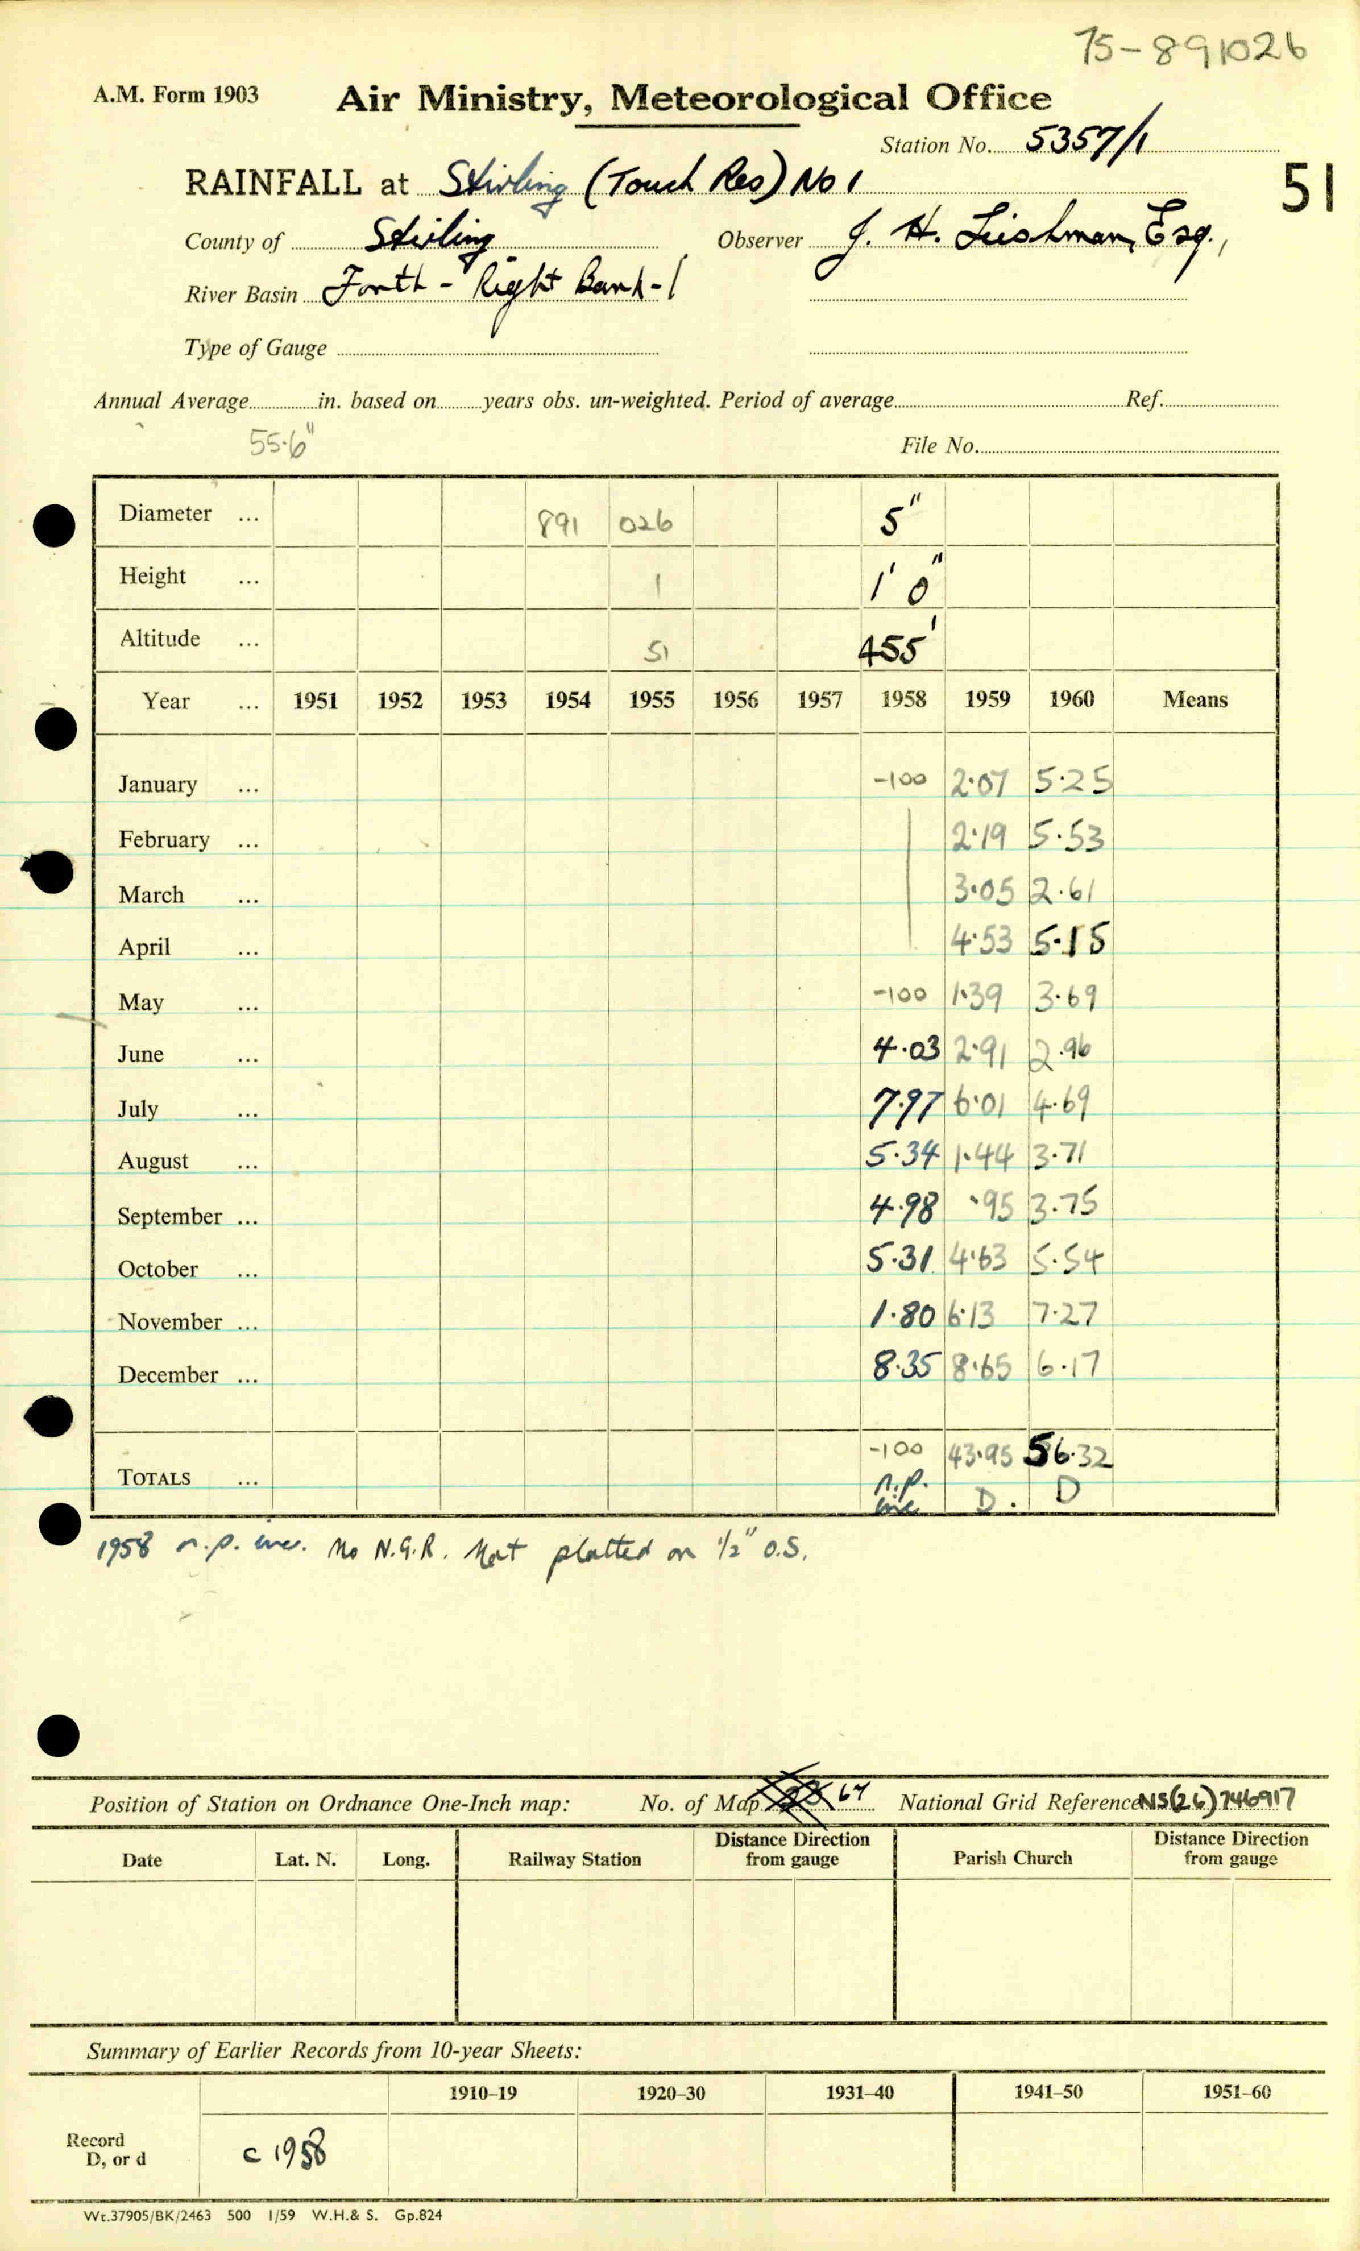 75-891026
A.M. Form 1903
Air Ministry, Meteorological Office
Station No. 5357/1
RAINFALL at Stirling (Touch Res) No 1
51
County of Stirling Observer J. H. Leishman, Esq.,
River Basin Forth - Right Bank - 1
Type of Gauge
Annual Average in. based on years obs. un-weighted. Period of average Ref.
55.6"
File No.
Diameter ... 891 026 5"
Height ... 1 1' 0"
Altitude ... 51 455'
Year ... 1951 1952 1953 1954 1955 1956 1957 1958 1959 1960 Means
January ... -100 2.07 5.25
February ... 2.19 5.53
March ... 3.05 2.61
April ... 4.53 5.15
May ... -100 1.39 3.69
June ... 4.03 2.91 2.96
July ... 7.97 6.01 4.69
August ... 5.34 1.44 3.71
September ... 4.98 .95 3.75
October ... 5.31 4.63 5.54
November ... 1.80 6.13 7.27
December ... 8.35 8.65 6.17
-100 43.95 56.32
TOTALS ... n.p. inc D. D
1958 n.p. inc. No N.G.R. Not plotted on 1/2" O.S.
Position of Station on Ordnance One-Inch map: No. of Map 67 National Grid Reference NS(26)746917
Date Lat. N. Long. Railway Station Distance Direction from gauge Parish Church Distance Direction from gauge
Summary of Earlier Records from 10-year Sheets:
1910-19 1920-30 1931-40 1941-50 1951-60
Record
D, or d c 1958
Wt.37905/BK/2463 500 1/59 W.H.& S. Gp.824